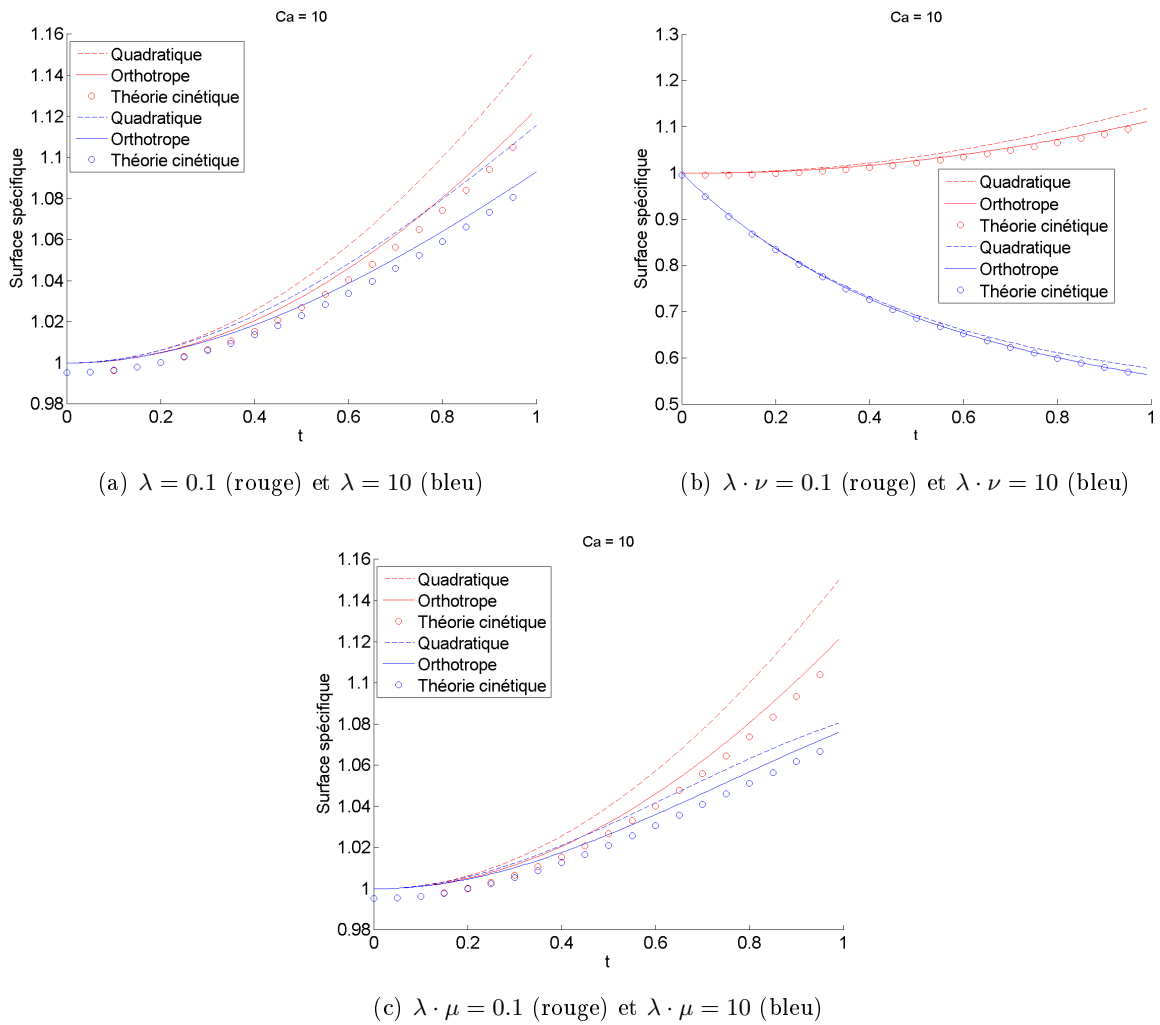 Ca = 10
1.16
1.14
1.12
1.1
1.08
1.06
1.04
1.02
1
0.98
Surface spécifique
Quadratique
Orthotrope
Théorie cinétique
Quadratique
Orthotrope
Théorie cinétique
0
0.2
0.4
0.6
0.8
1
t
(a) λ = 0.1 (rouge) et λ = 10 (bleu)
Ca = 10
1.3
1.2
1.1
1
0.9
0.8
0.7
0.6
0.5
Surface spécifique
Quadratique
Orthotrope
Théorie cinétique
Quadratique
Orthotrope
Théorie cinétique
0
0.2
0.4
0.6
0.8
1
t
(b) λ · ν = 0.1 (rouge) et λ · ν = 10 (bleu)
Ca = 10
1.16
1.14
1.12
1.1
1.08
1.06
1.04
1.02
1
0.98
Surface spécifique
Quadratique
Orthotrope
Théorie cinétique
Quadratique
Orthotrope
Théorie cinétique
0
0.2
0.4
0.6
0.8
1
t
(c) λ · μ = 0.1 (rouge) et λ · μ = 10 (bleu)